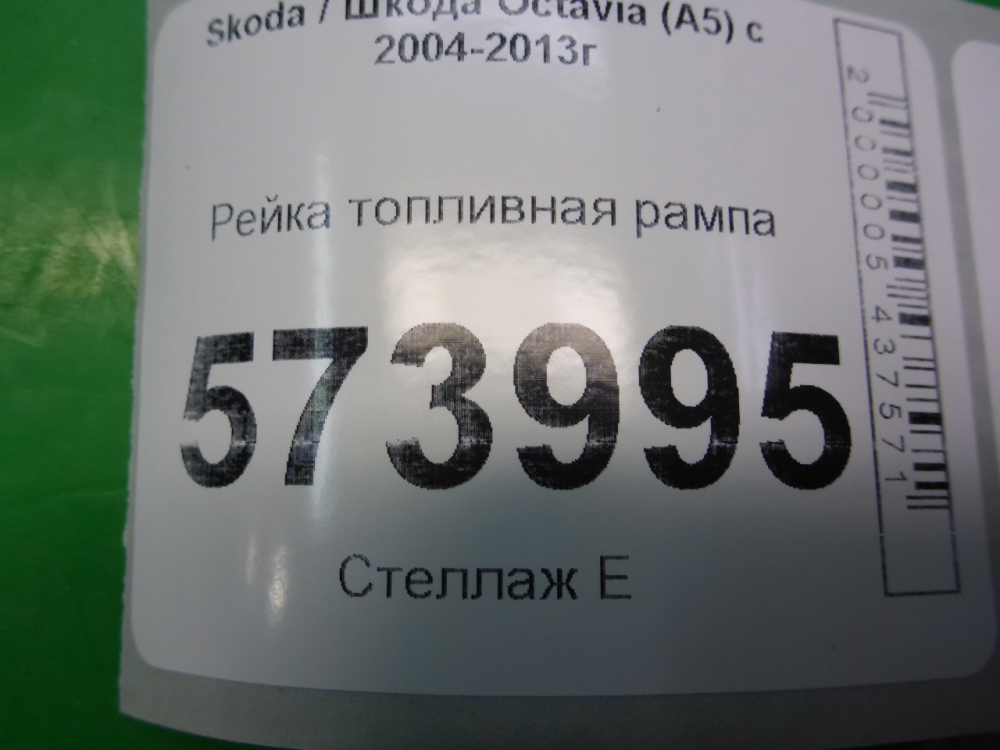 Skoda / Шкода Octavia (A5) с
2004-2013г
Рейка топливная рампа
573995
Стеллаж Е
2000005437571